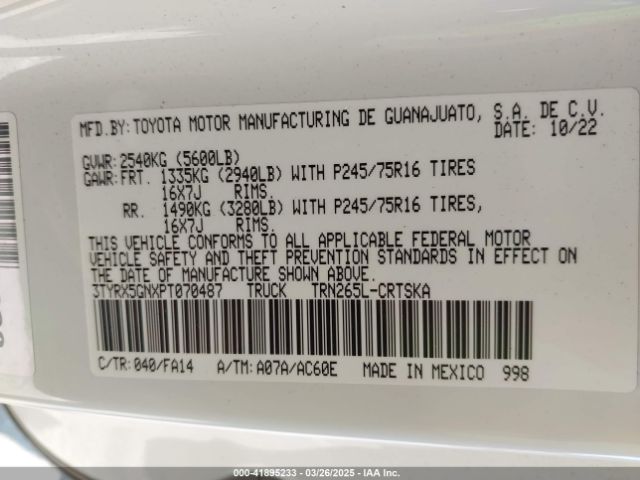 MFD.BY:TOYOTA MOTOR MANUFACTURING DE GUANAJUATO, S.A. DE C.V.
DATE: 10/22
GVWR:2540KG (5600LB)
GAWR:FRT. 1335KG (2940LB) WITH P245/75R16 TIRES
16X7J RIMS.
RR. 1490KG (3280LB) WITH P245/75R16 TIRES,
16X7J RIMS.
THIS VEHICLE CONFORMS TO ALL APPLICABLE FEDERAL MOTOR
VEHICLE SAFETY AND THEFT PREVENTION STANDARDS IN EFFECT ON
THE DATE OF MANUFACTURE SHOWN ABOVE.
3TYRX5GNXPT070487 TRUCK TRN265L-CRTSKA
C/TR:040/FA14 A/TM:A07A/AC60E MADE IN MEXICO 998
000-41895233 - 03/26/2025 - IAA Inc.